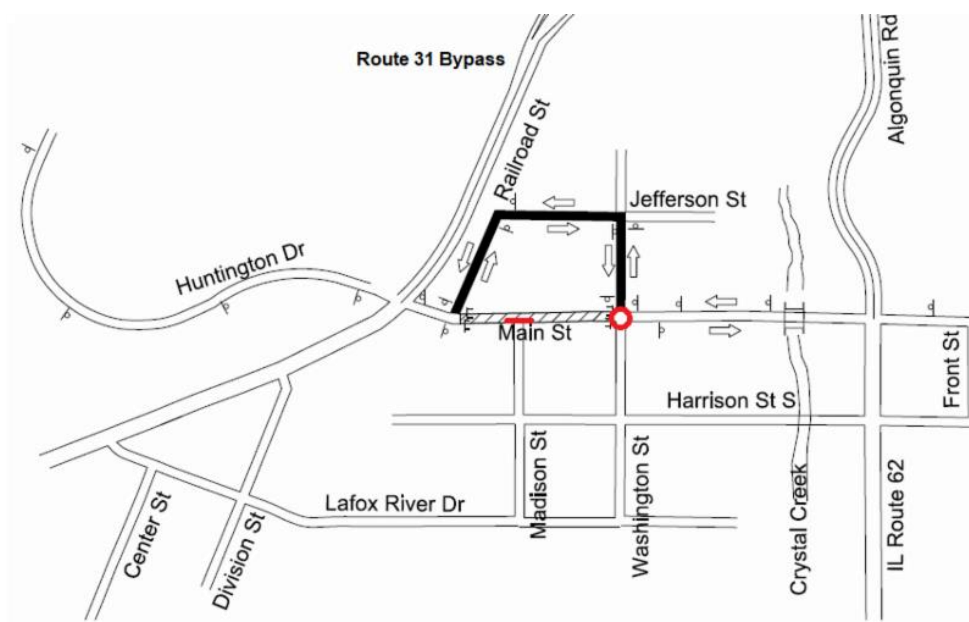 Route 31 Bypass
Railroad St
Algonquin Rd
Jefferson St
Huntington Dr
Main St
Front St
Harrison St S
Madison St
Washington St
Crystal Creek
IL Route 62
Lafox River Dr
Center St
Division St